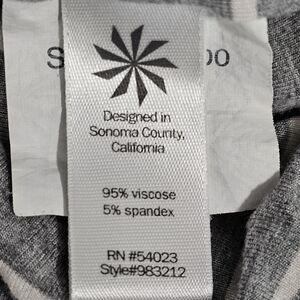 Designed in
Sonoma County,
California
95% viscose
5% spandex
RN #54023
Style#983212